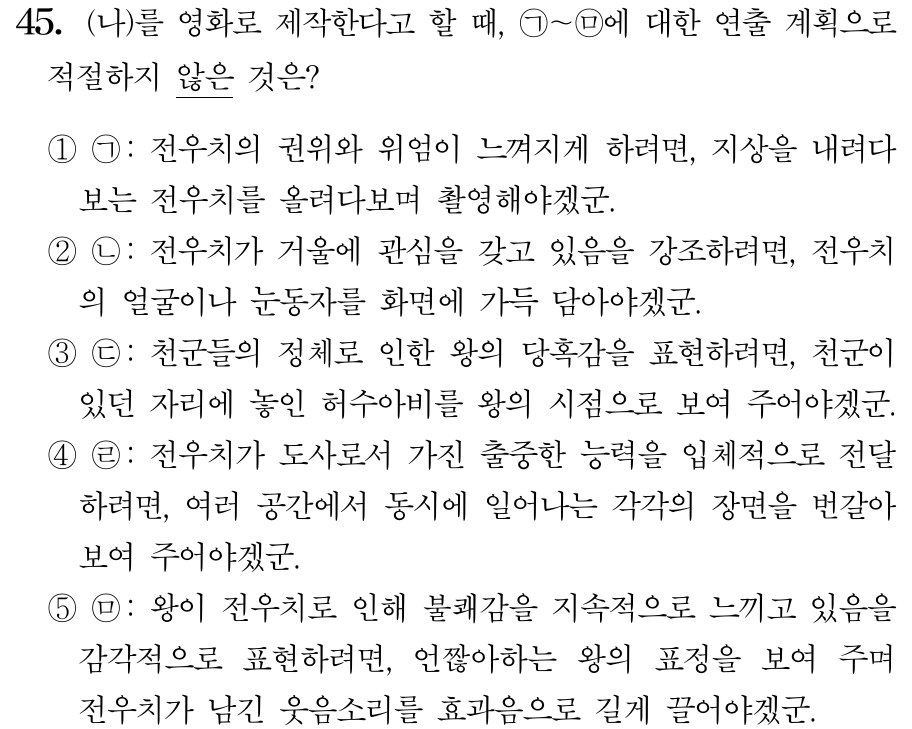 45. (나)를 영화로 제작한다고 할 때, ㉠~㉤에 대한 연출 계획으로
적절하지 않은 것은?
① ㉠: 전우치의 권위와 위엄이 느껴지게 하려면, 지상을 내려다
보는 전우치를 올려다보며 촬영해야겠군.
② ㉡: 전우치가 거울에 관심을 갖고 있음을 강조하려면, 전우치
의 얼굴이나 눈동자를 화면에 가득 담아야겠군.
③ ㉢: 천군들의 정체로 인한 왕의 당혹감을 표현하려면, 천군이
있던 자리에 놓인 허수아비를 왕의 시점으로 보여 주어야겠군.
④ ㉣: 전우치가 도사로서 가진 출중한 능력을 입체적으로 전달
하려면, 여러 공간에서 동시에 일어나는 각각의 장면을 번갈아
보여 주어야겠군.
⑤ ㉤: 왕이 전우치로 인해 불쾌감을 지속적으로 느끼고 있음을
감각적으로 표현하려면, 언짢아하는 왕의 표정을 보여 주며
전우치가 남긴 웃음소리를 효과음으로 길게 끌어야겠군.